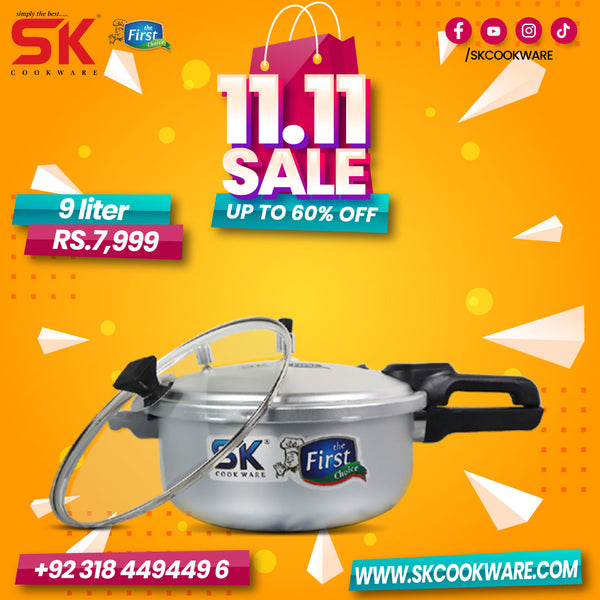 simply the best.....
SK®
COOKWARE
the
First
Choice
/SKCOOKWARE
11.11
SALE
UP TO 60% OFF
9 liter
RS.7,999
SK®
COOKWARE
the
First
Choice
+92 318 449449 6
WWW.SKCOOKWARE.COM